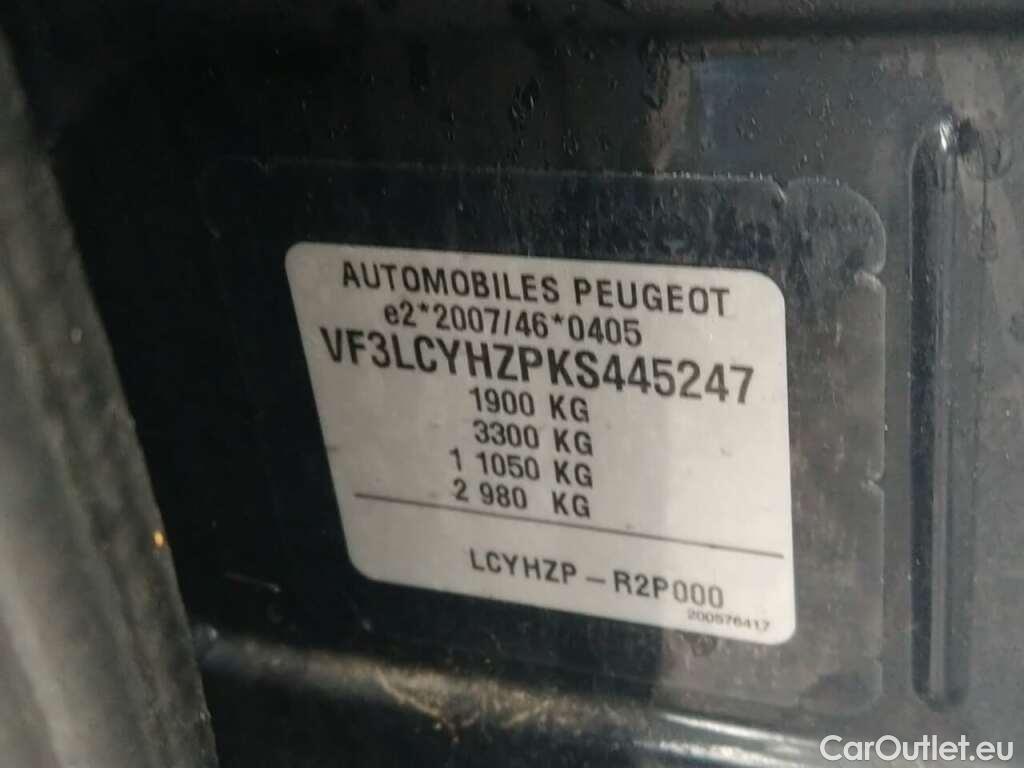 AUTOMOBILES PEUGEOT
e2*2007/46*0405
VF3LCYHZPKS445247
1900 KG
3300 KG
1 1050 KG
2 980 KG
LCYHZP - R2P000
200576417
CarOutlet.eu